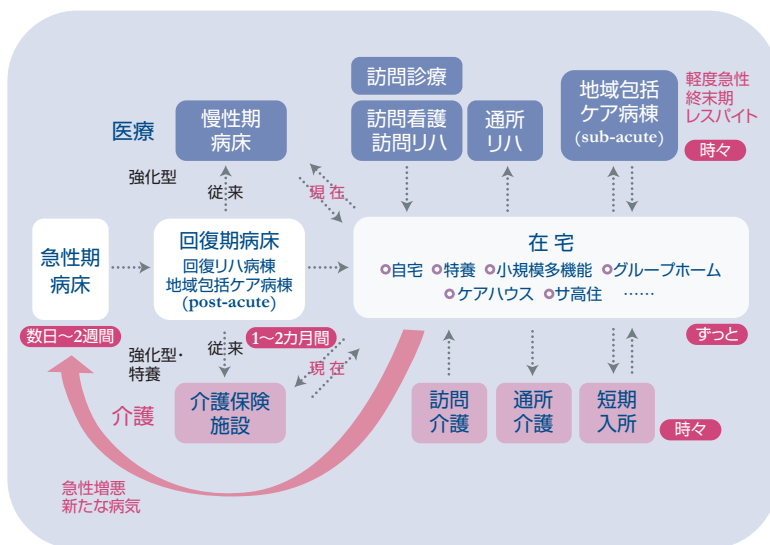 訪問診療
医療
慢性期
病床
訪問看護
訪問リハ
通所
リハ
地域包括
ケア病棟
(sub-acute)
軽度急性
終末期
レスパイト
時々
強化型
従来
現在
急性期
病床
数日〜2週間
回復期病床
回復リハ病棟
地域包括ケア病棟
(post-acute)
1〜2カ月間
在宅
自宅 特養 小規模多機能 グループホーム
ケアハウス サ高住 ……
ずっと
強化型・
特養
従来
現在
介護
介護保険
施設
訪問
介護
通所
介護
短期
入所
時々
急性増悪
新たな病気